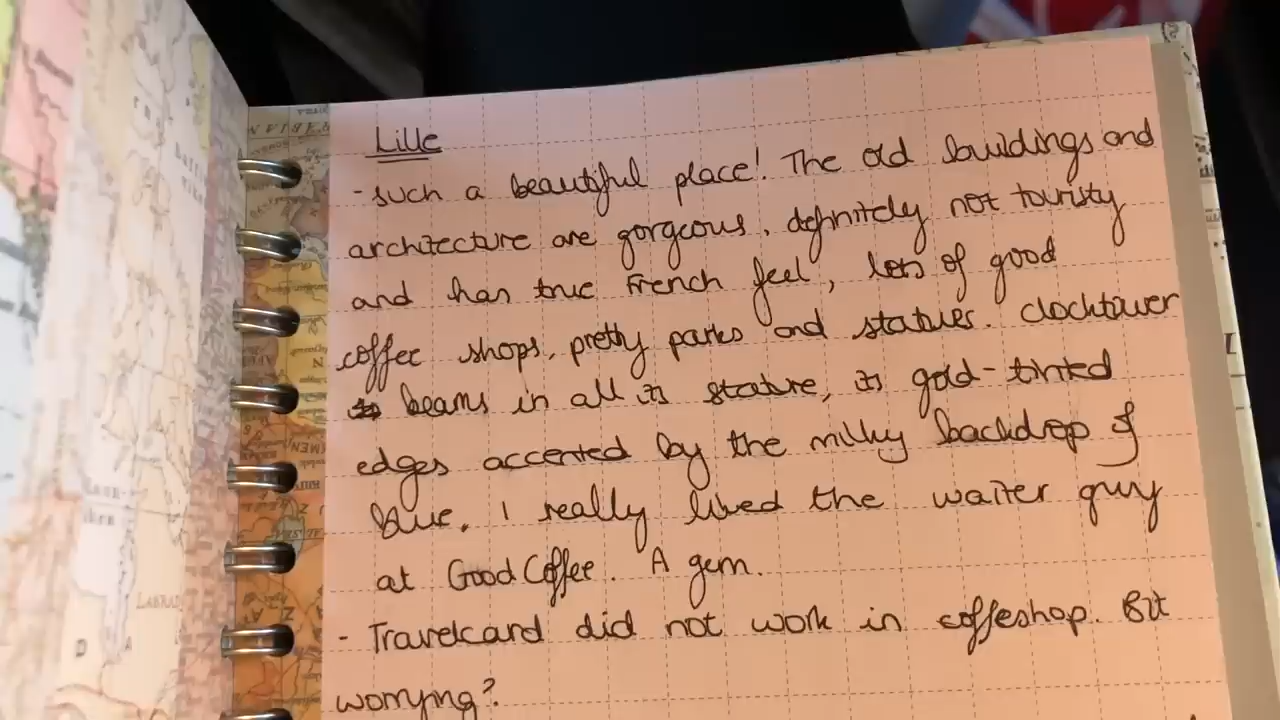 Lille
- such a beautiful place! The old buildings and
architecture are gorgeous, definitely not touristy
and has true French feel, lots of good
coffee shops, pretty parks and statues. Clocktower
beams in all its stature, its gold-tinted
edges accented by the milky backdrop of
blue. I really liked the waiter guy
at Good Coffee. A gem.
- Travelcard did not work in coffeshop. Bit
worrying?